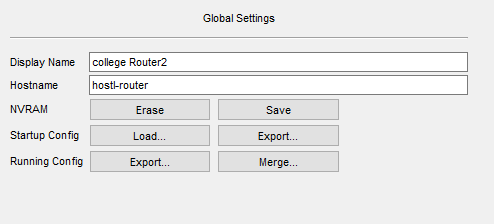 Global Settings
Display Name college Router2
Hostname hostl-router
NVRAM Erase Save
Startup Config Load... Export...
Running Config Export... Merge...